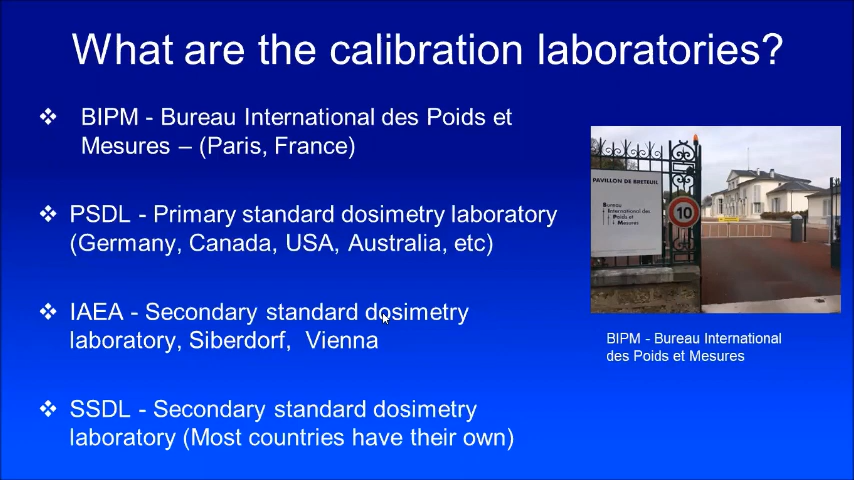 What are the calibration laboratories?
❖ BIPM - Bureau International des Poids et
Mesures – (Paris, France)
❖ PSDL - Primary standard dosimetry laboratory
(Germany, Canada, USA, Australia, etc)
❖ IAEA - Secondary standard dosimetry
laboratory, Siberdorf, Vienna
❖ SSDL - Secondary standard dosimetry
laboratory (Most countries have their own)
PAVILLON DE BRETEUIL
Bureau
International des
Poids et
Mesures
10
BIPM - Bureau International
des Poids et Mesures